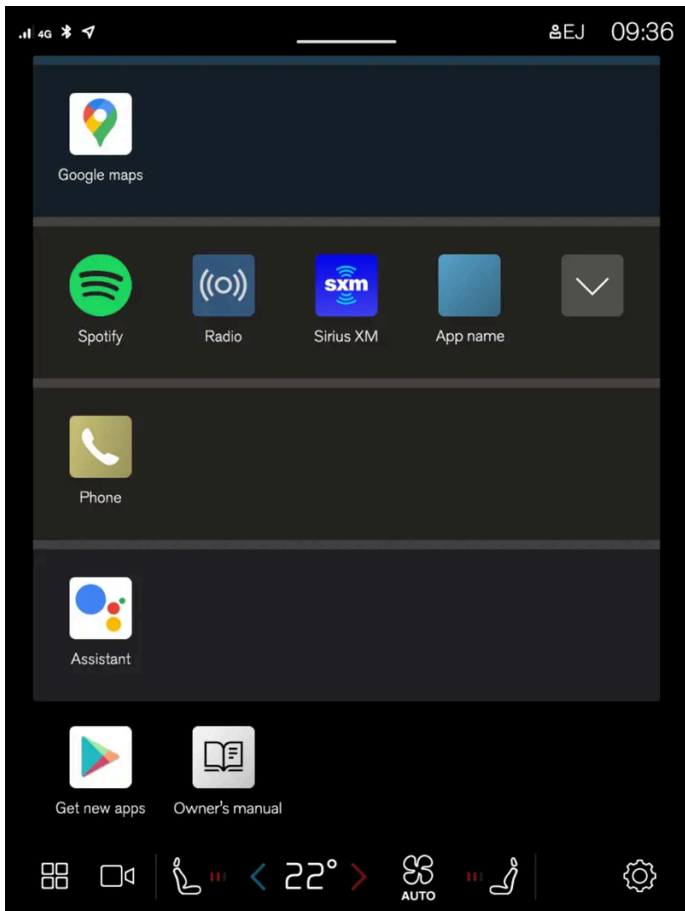 4G EJ 09:36
Google maps
sxm
Spotify Radio Sirius XM App name
Phone
Assistant
Get new apps Owner's manual
22°
AUTO